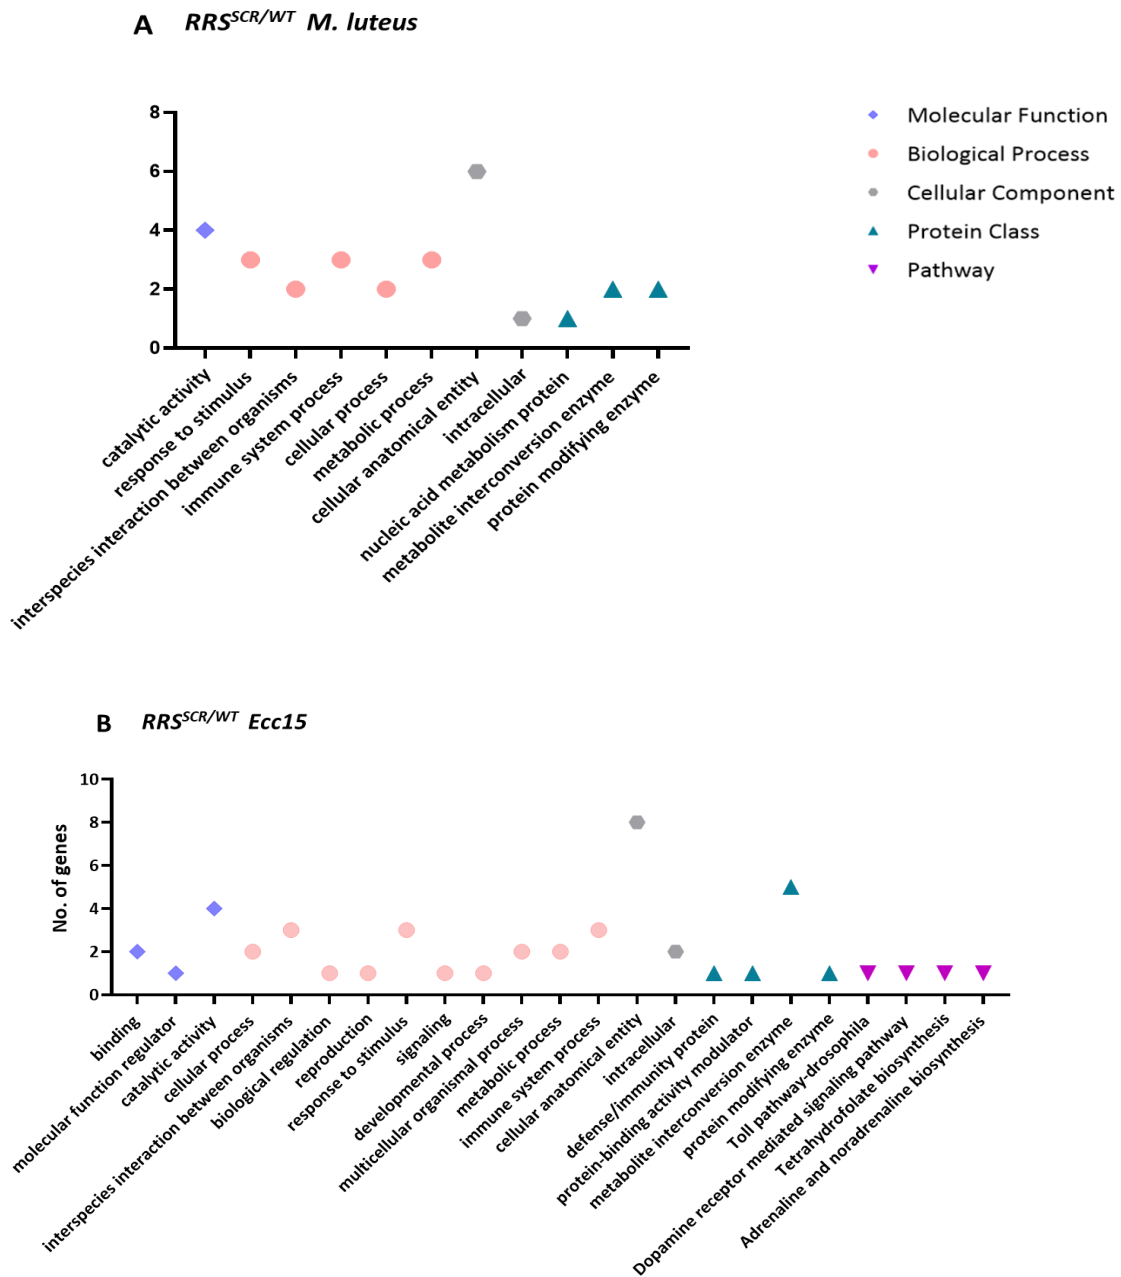 A RRS^SCR/WT M. luteus
8
6
4
2
0
catalytic activity
response to stimulus
interspecies interaction between organisms
immune system process
cellular process
metabolic process
cellular anatomical entity
intracellular
nucleic acid metabolism protein
metabolite interconversion enzyme
protein modifying enzyme
Molecular Function
Biological Process
Cellular Component
Protein Class
Pathway
B RRS^SCR/WT Ecc15
No. of genes
10
8
6
4
2
0
binding
molecular function regulator
catalytic activity
cellular process
interspecies interaction between organisms
biological regulation
reproduction
response to stimulus
signaling
developmental process
multicellular organismal process
metabolic process
immune system process
cellular anatomical entity
intracellular
defense/immunity protein
protein-binding activity modulator
metabolite interconversion enzyme
protein modifying enzyme
Toll pathway-drosophila
Dopamine receptor mediated signaling pathway
Tetrahydrofolate biosynthesis
Adrenaline and noradrenaline biosynthesis